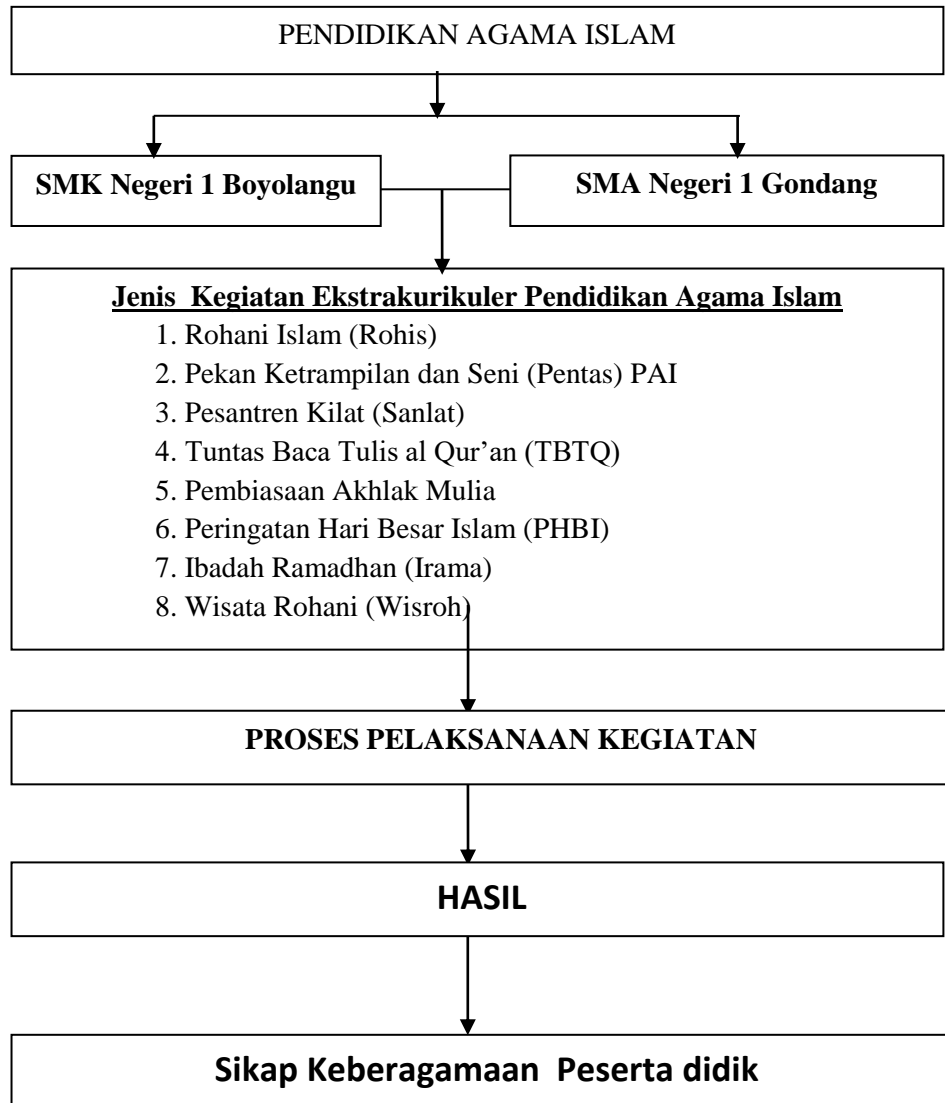 PENDIDIKAN AGAMA ISLAM
SMK Negeri 1 Boyolangu
SMA Negeri 1 Gondang
Jenis  Kegiatan Ekstrakurikuler Pendidikan Agama Islam
1. Rohani Islam (Rohis)
2. Pekan Ketrampilan dan Seni (Pentas) PAI
3. Pesantren Kilat (Sanlat)
4. Tuntas Baca Tulis al Qur’an (TBTQ)
5. Pembiasaan Akhlak Mulia
6. Peringatan Hari Besar Islam (PHBI)
7. Ibadah Ramadhan (Irama)
8. Wisata Rohani (Wisroh)
PROSES PELAKSANAAN KEGIATAN
HASIL
Sikap Keberagamaan  Peserta didik